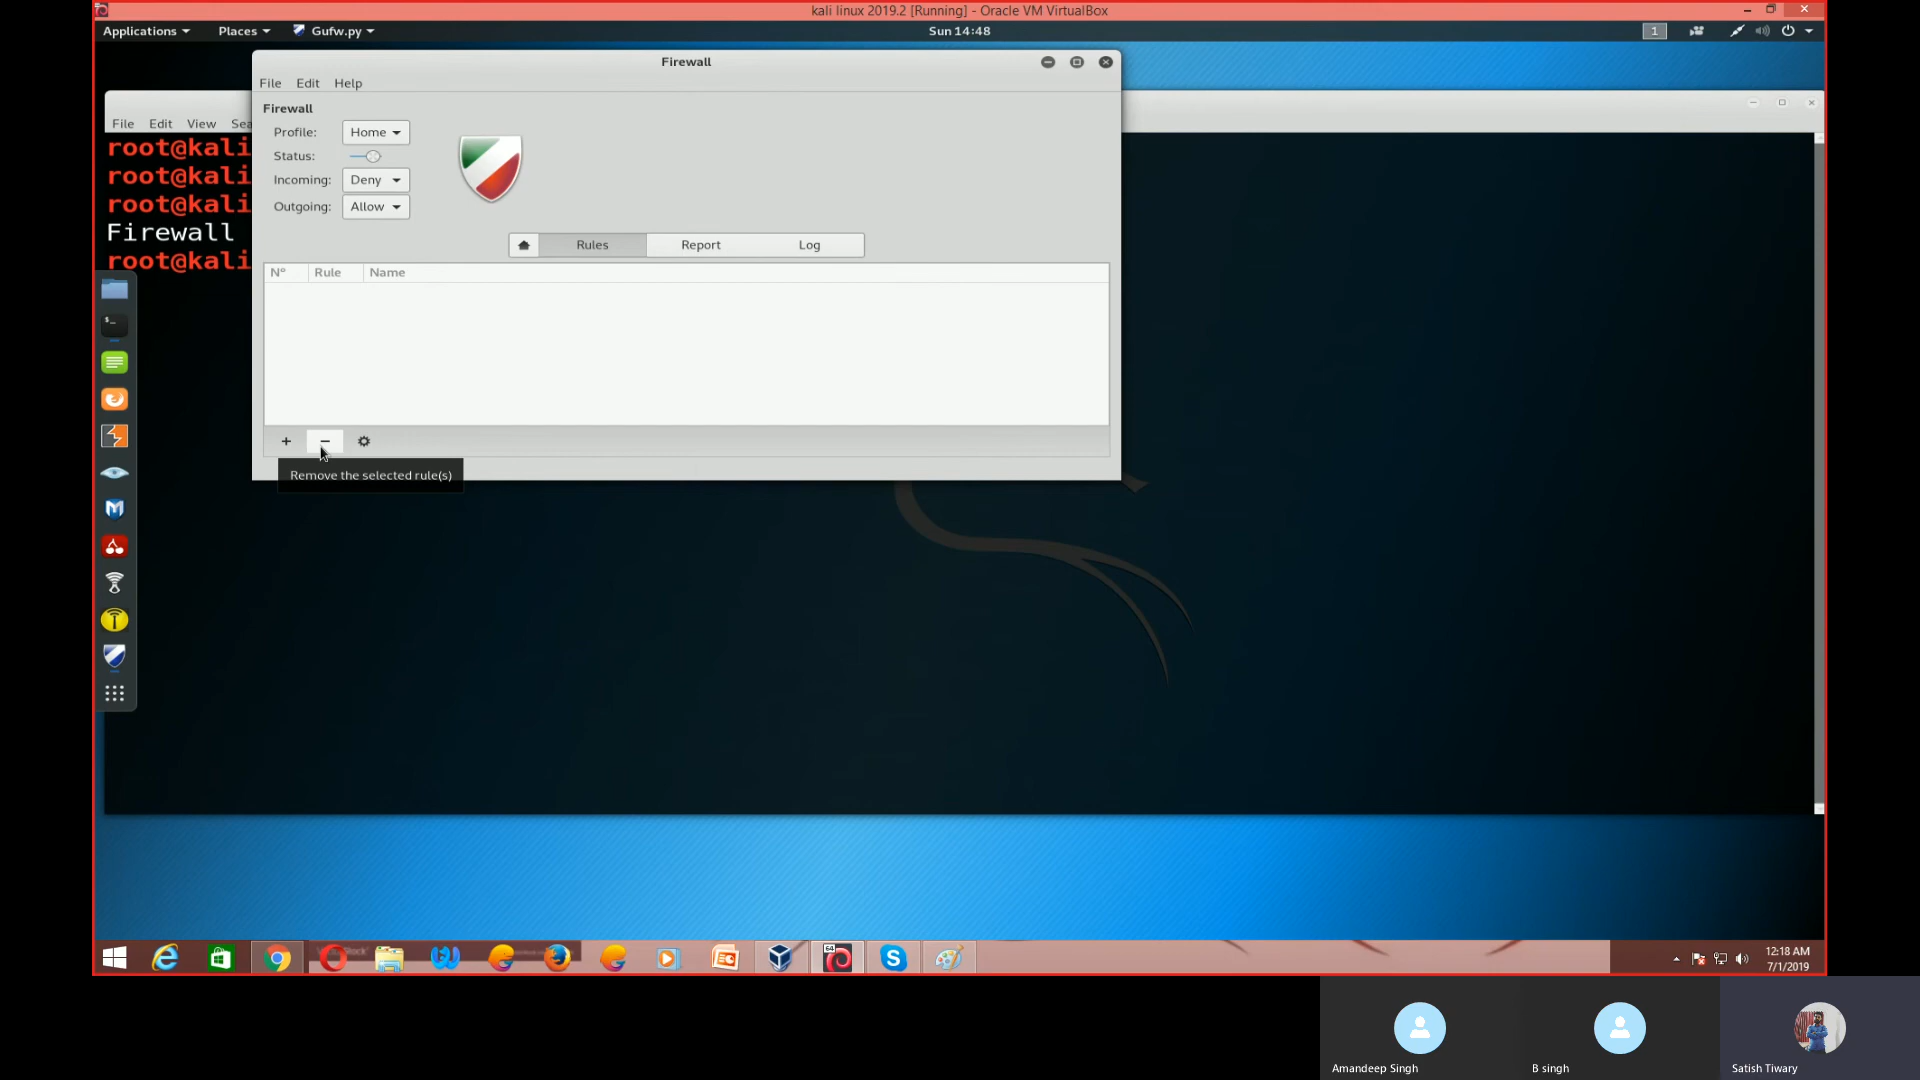 kali linux 2019.2 [Running] - Oracle VM VirtualBox
Applications
Places
Gufw.py
Sun 14:48
1
Firewall
File Edit Help
Firewall
Profile: Home
Status:
Incoming: Deny
Outgoing: Allow
Rules Report Log
Nº Rule Name
+ −
Remove the selected rule(s)
File Edit View Sea
root@kali
root@kali
root@kali
Firewall
root@kali
$_
64
12:18 AM
7/1/2019
Amandeep Singh
B singh
Satish Tiwary